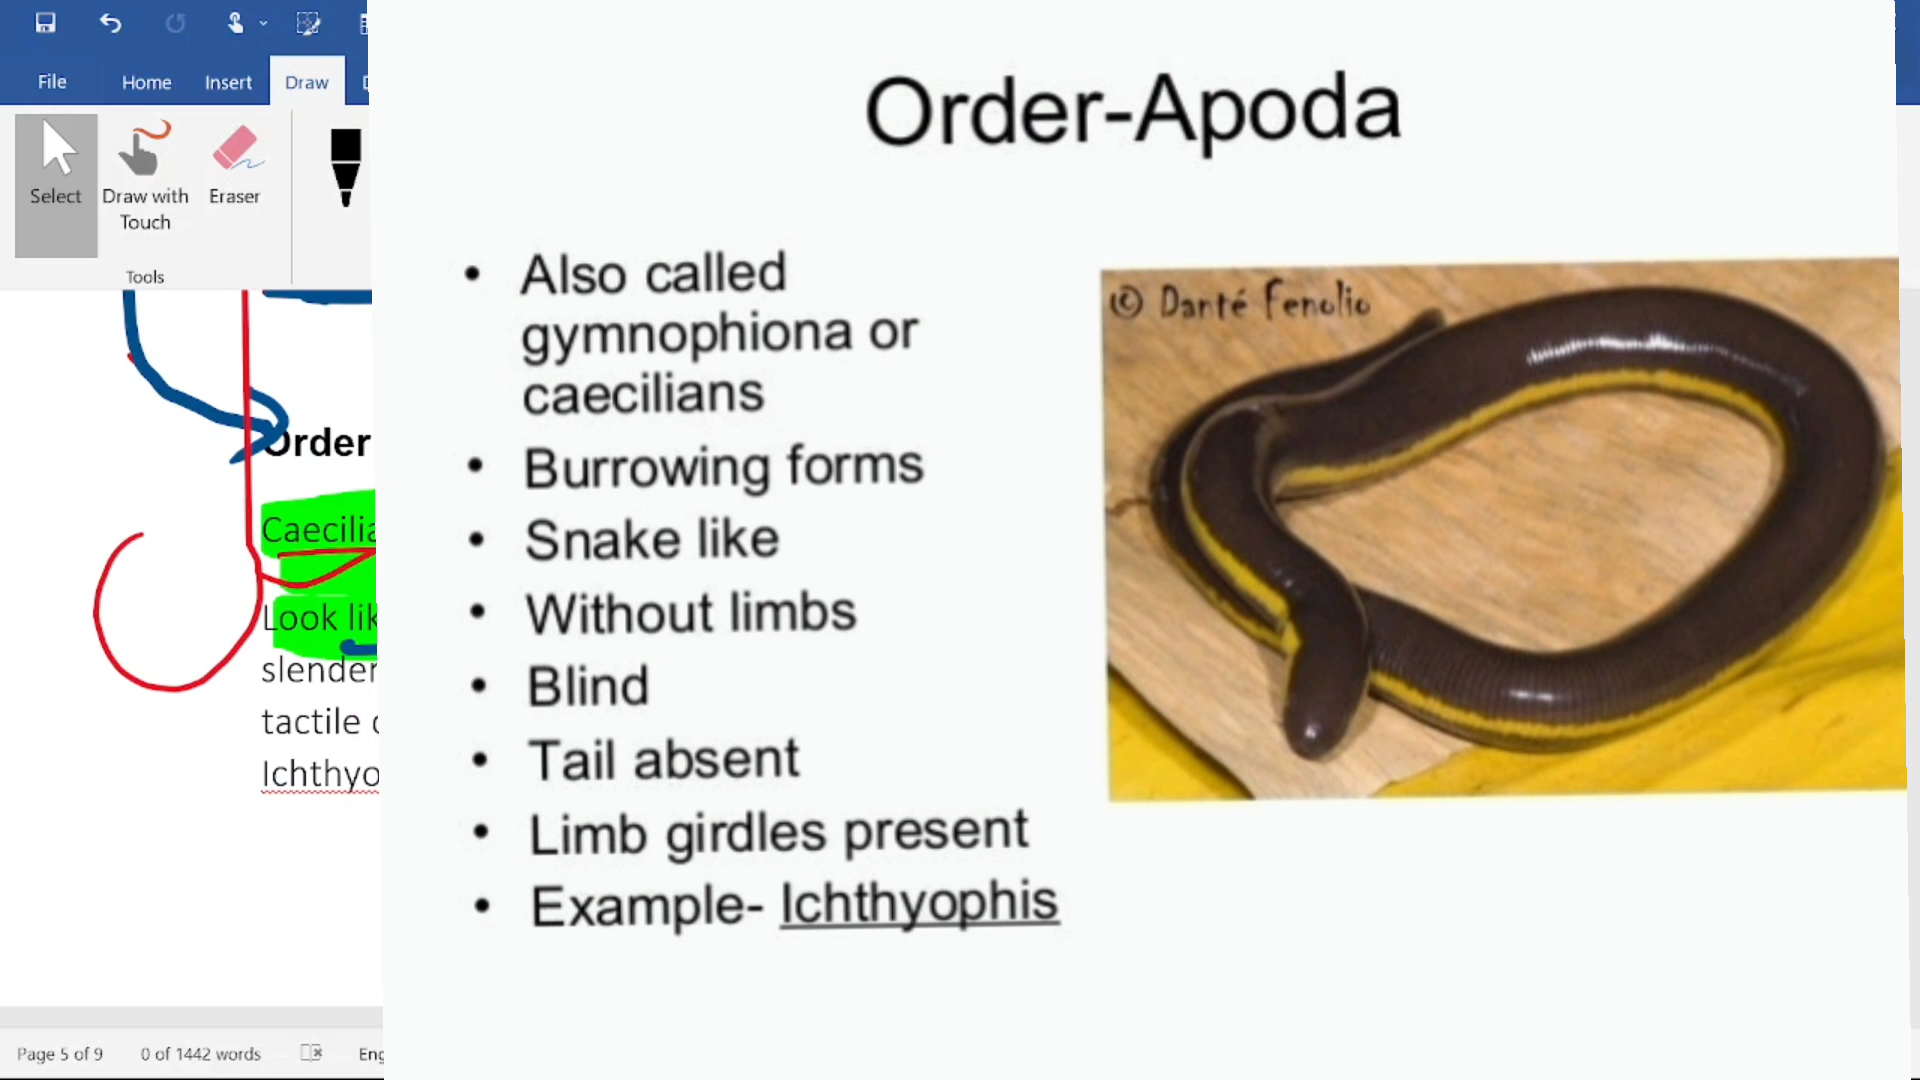 File
Home
Insert
Draw
Select
Draw with
Touch
Eraser
Tools
Order
Caecilia
Look lik
slender
tactile
Ichthyo
Page 5 of 9
0 of 1442 words
Eng
Order-Apoda
• Also called
gymnophiona or
caecilians
• Burrowing forms
• Snake like
• Without limbs
• Blind
• Tail absent
• Limb girdles present
• Example- Ichthyophis
© Danté Fenolio